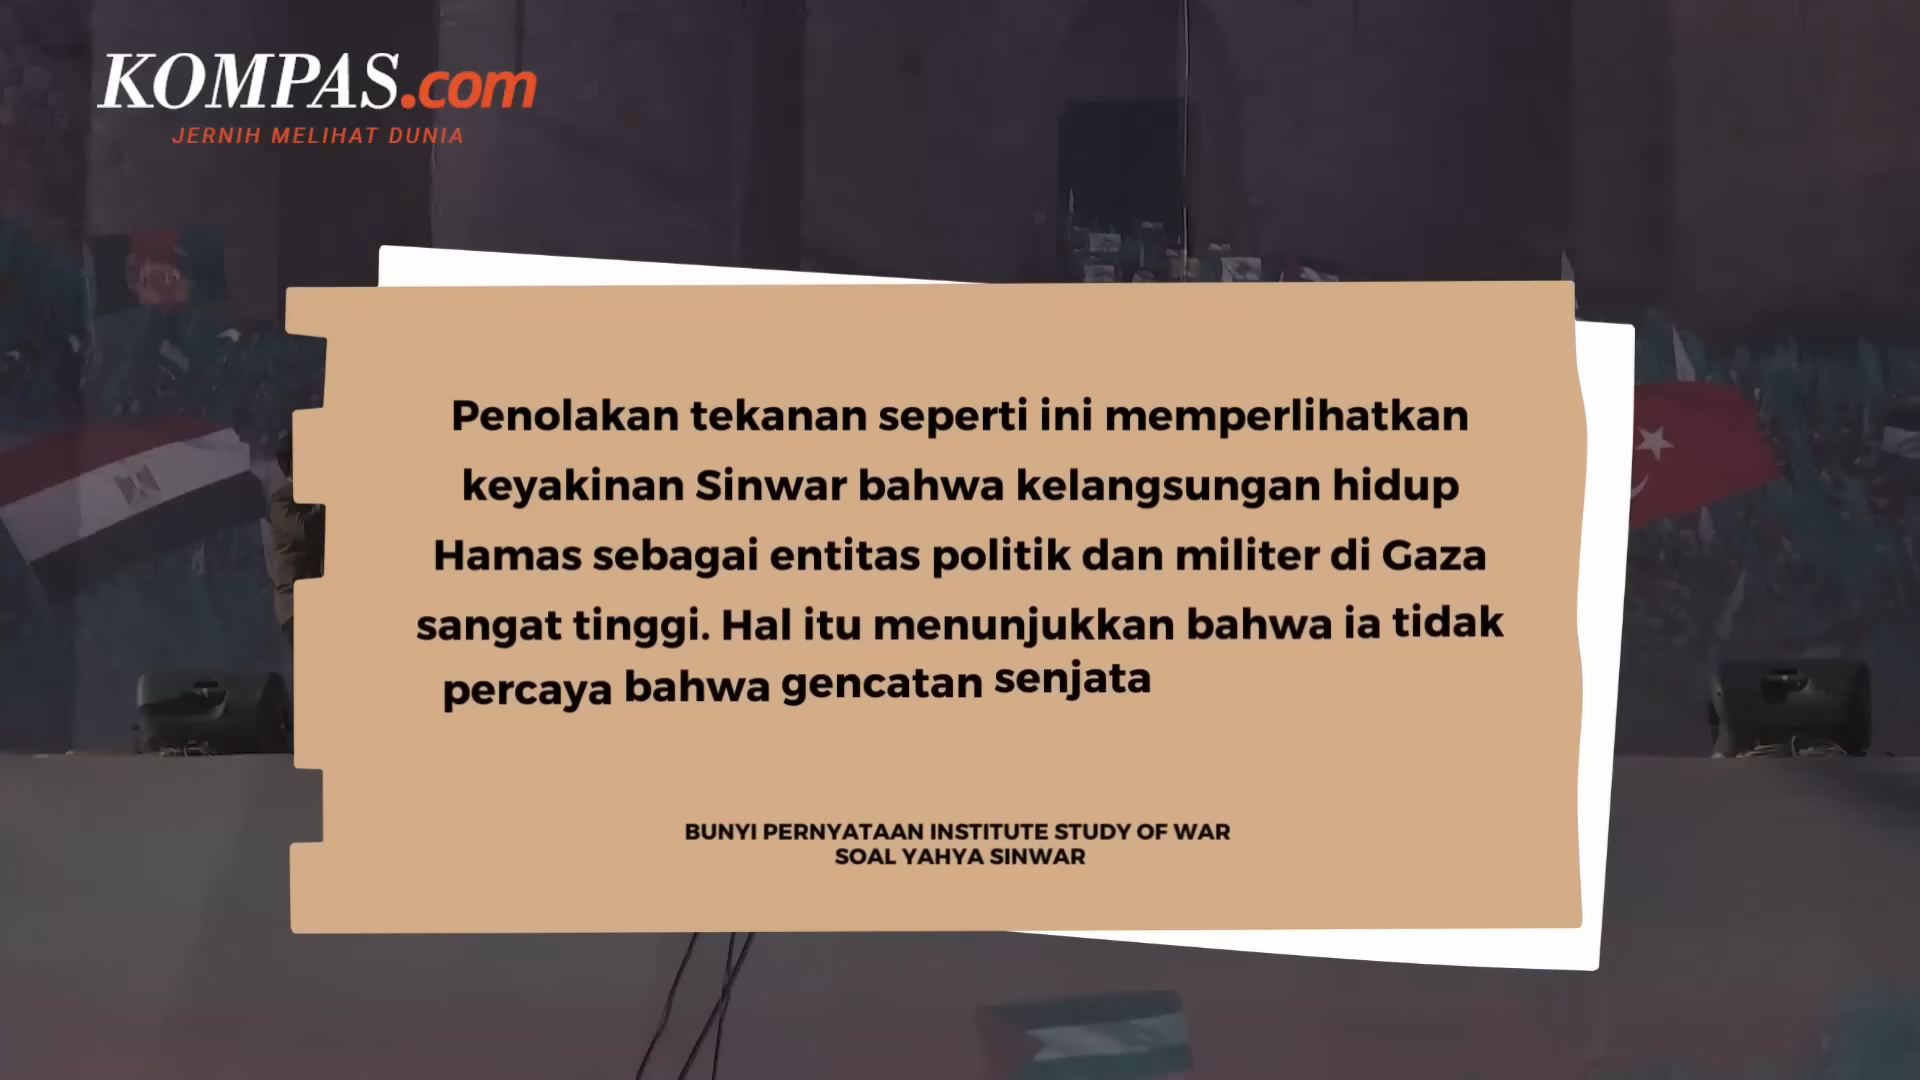 KOMPAS.com
JERNIH MELIHAT DUNIA
Penolakan tekanan seperti ini memperlihatkan
keyakinan Sinwar bahwa kelangsungan hidup
Hamas sebagai entitas politik dan militer di Gaza
sangat tinggi. Hal itu menunjukkan bahwa ia tidak
percaya bahwa gencatan senjata
BUNYI PERNYATAAN INSTITUTE STUDY OF WAR
SOAL YAHYA SINWAR